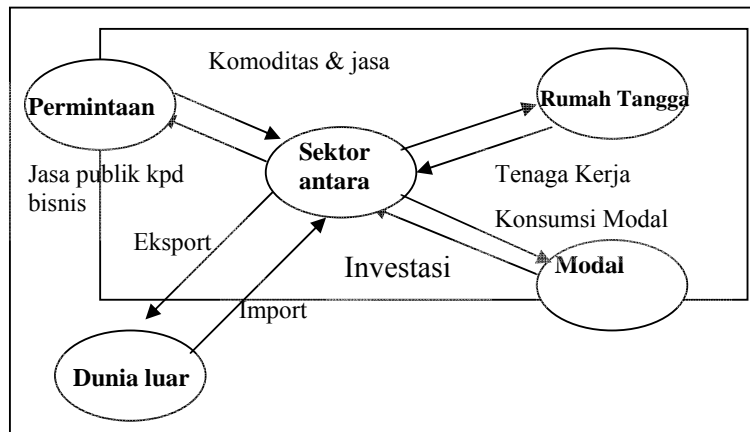 Komoditas & jasa
Permintaan
Rumah Tangga
Sektor
antara
Jasa publik kpd
bisnis
Tenaga Kerja
Konsumsi Modal
Eksport
Investasi
Modal
Import
Dunia luar